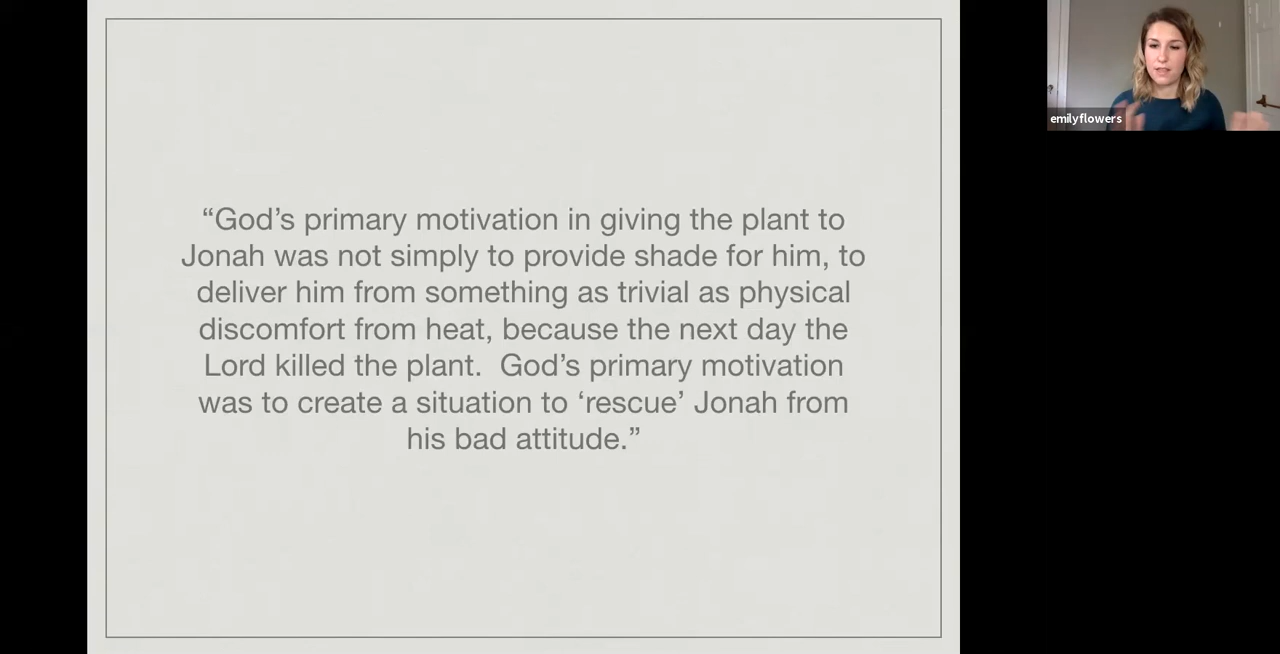 “God’s primary motivation in giving the plant to
Jonah was not simply to provide shade for him, to
deliver him from something as trivial as physical
discomfort from heat, because the next day the
Lord killed the plant.  God’s primary motivation
was to create a situation to ‘rescue’ Jonah from
his bad attitude.”
emilyflowers